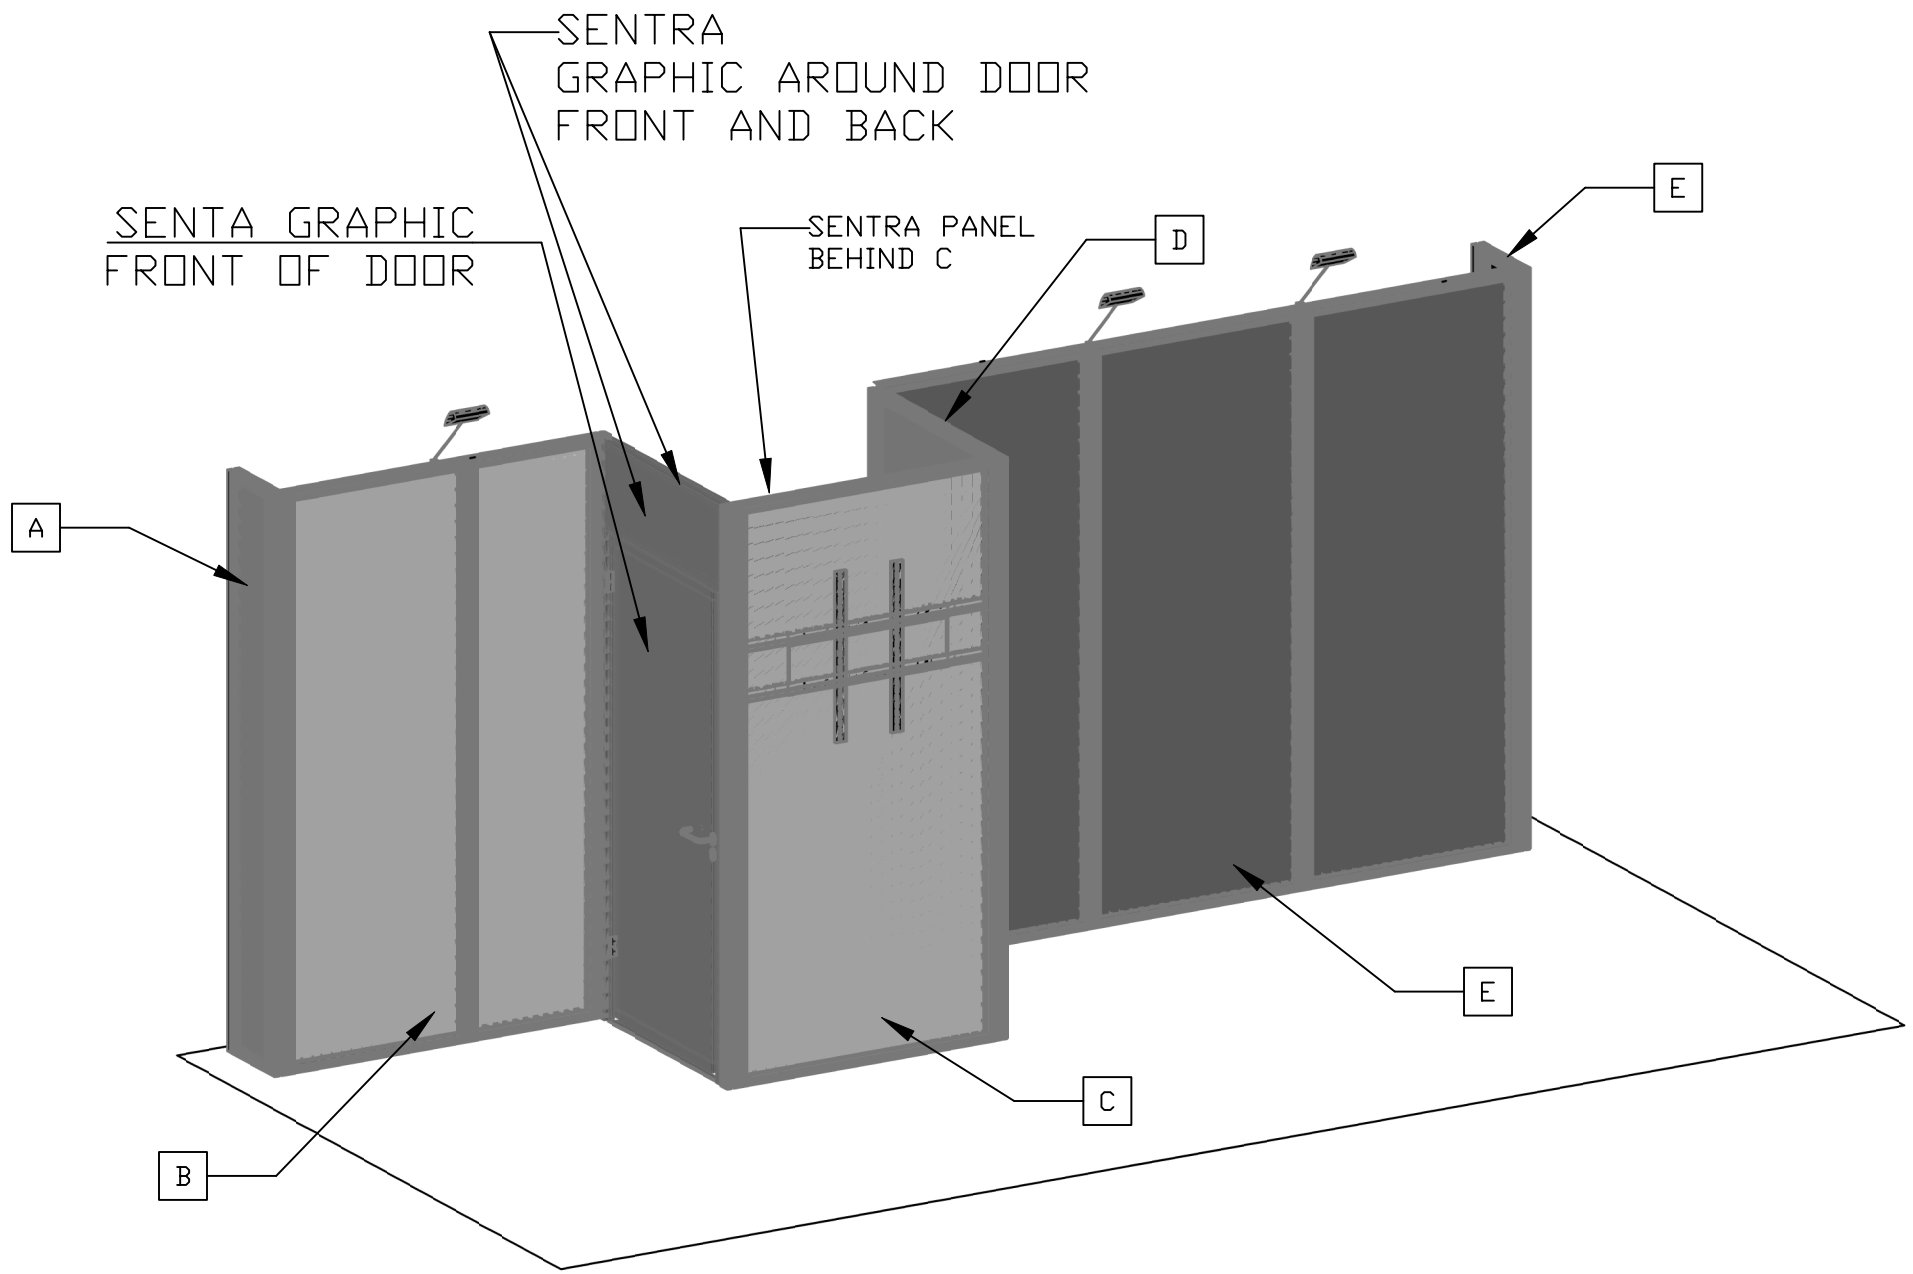 SENTRA
GRAPHIC AROUND DOOR
FRONT AND BACK
SENTA GRAPHIC
FRONT OF DOOR
SENTRA PANEL
BEHIND C
D
E
A
E
C
B